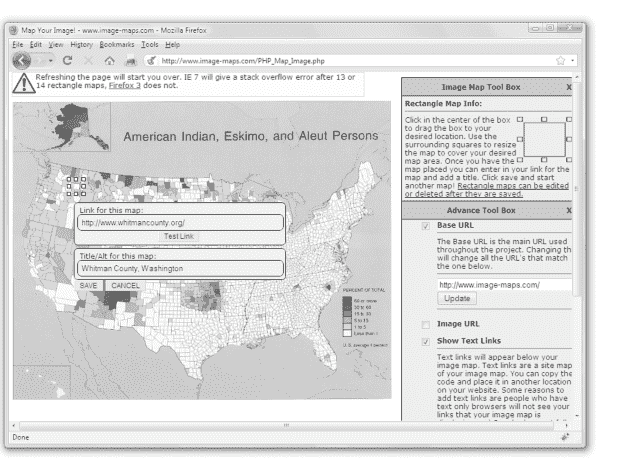 Map Your Image! - www.image-maps.com - Mozilla Firefox
File Edit View History Bookmarks Tools Help
http://www.image-maps.com/PHP_Map_Image.php
Refreshing the page will start you over. IE 7 will give a stack overflow error after 13 or
14 rectangle maps, Firefox 3 does not.
American Indian, Eskimo, and Aleut Persons
Link for this map:
http://www.whitmancounty.org/
Test Link
Title/Alt for this map:
Whitman County, Washington
SAVE CANCEL
PERCENT OF TOTAL
U.S. average
Image Map Tool Box X
Rectangle Map Info:
Click in the center of the box
to drag the box to your
desired location. Use the
surrounding squares to resize
the map to cover your desired
map area. Once you have the
map placed you can enter in your link for the
map and add a title. Click save and start
another map! Rectangle maps can be edited
or deleted after they are saved.
Advance Tool Box X
Base URL
The Base URL is the main URL used
throughout the project. Changing th
will change all the URL's that match
the one below.
http://www.image-maps.com/
Update
Image URL
Show Text Links
Text links will appear below your
image map. Text links are a site map
of your image map. You can copy the
code and place it in another location
on your website. Some reasons to
add text links are people who have
text only browsers will not see your
links that your image map is
Done